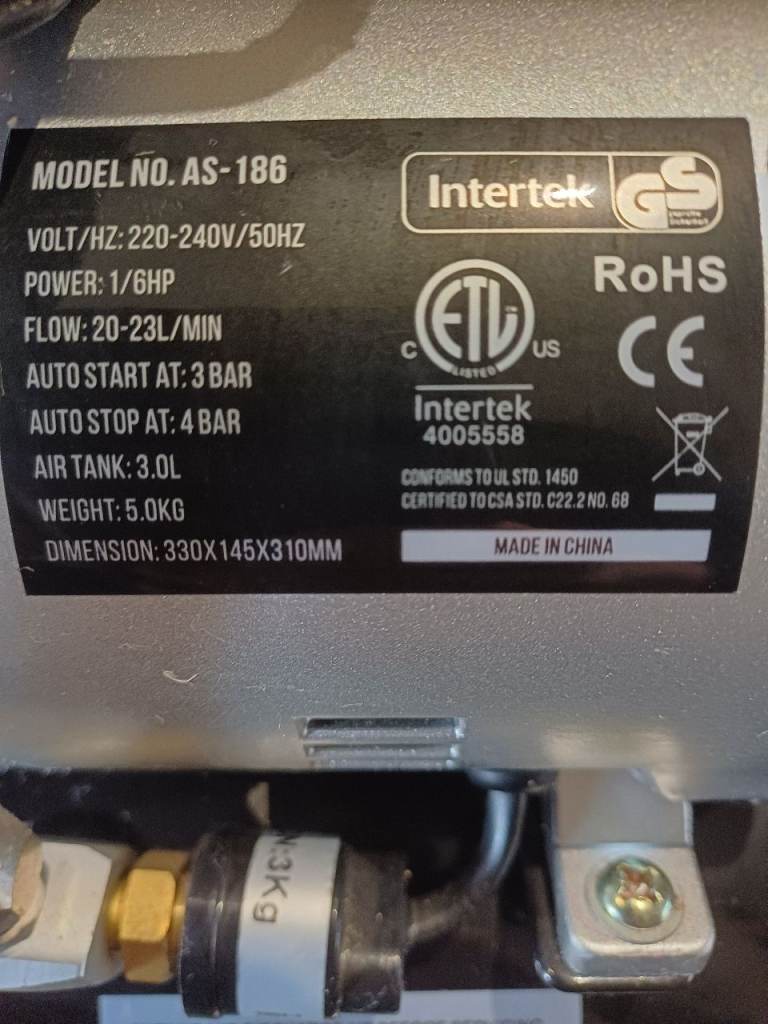 MODEL NO. AS-186
VOLT/HZ: 220-240V/50HZ
POWER: 1/6HP
FLOW: 20-23L/MIN
AUTO START AT: 3 BAR
AUTO STOP AT: 4 BAR
AIR TANK: 3.0L
WEIGHT: 5.0KG
DIMENSION: 330X145X310MM
Intertek GS
RoHS
CE
C ETL US
LISTED
Intertek
4005558
CONFORMS TO UL STD. 1450
CERTIFIED TO CSA STD. C22.2 NO. 68
MADE IN CHINA
N:3Kg